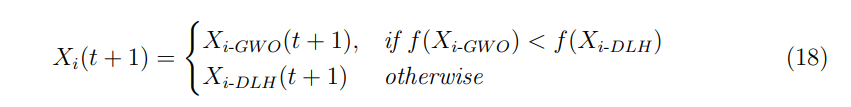 X_{i-GWO}(t + 1), if f(X_{i-GWO}) < f(X_{i-DLH})
X_i(t + 1) = { (18)
X_{i-DLH}(t + 1) otherwise